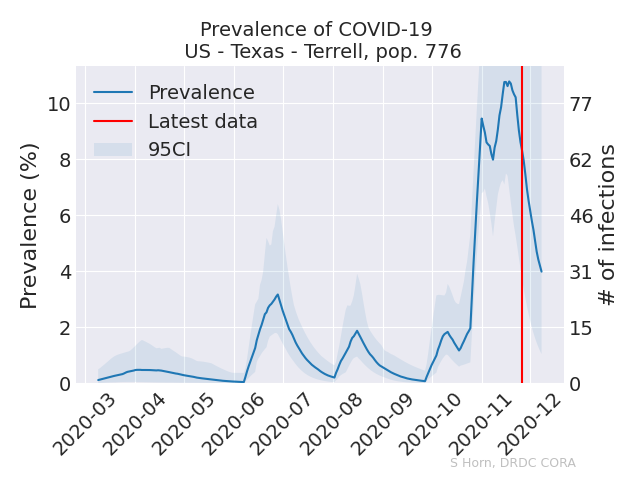 Prevalence of COVID-19
US - Texas - Terrell, pop. 776
Prevalence
Latest data
95CI
Prevalence (%)
10
8
6
4
2
0
77
62
46
31
15
0
# of infections
2020-03
2020-04
2020-05
2020-06
2020-07
2020-08
2020-09
2020-10
2020-11
2020-12
S Horn, DRDC CORA